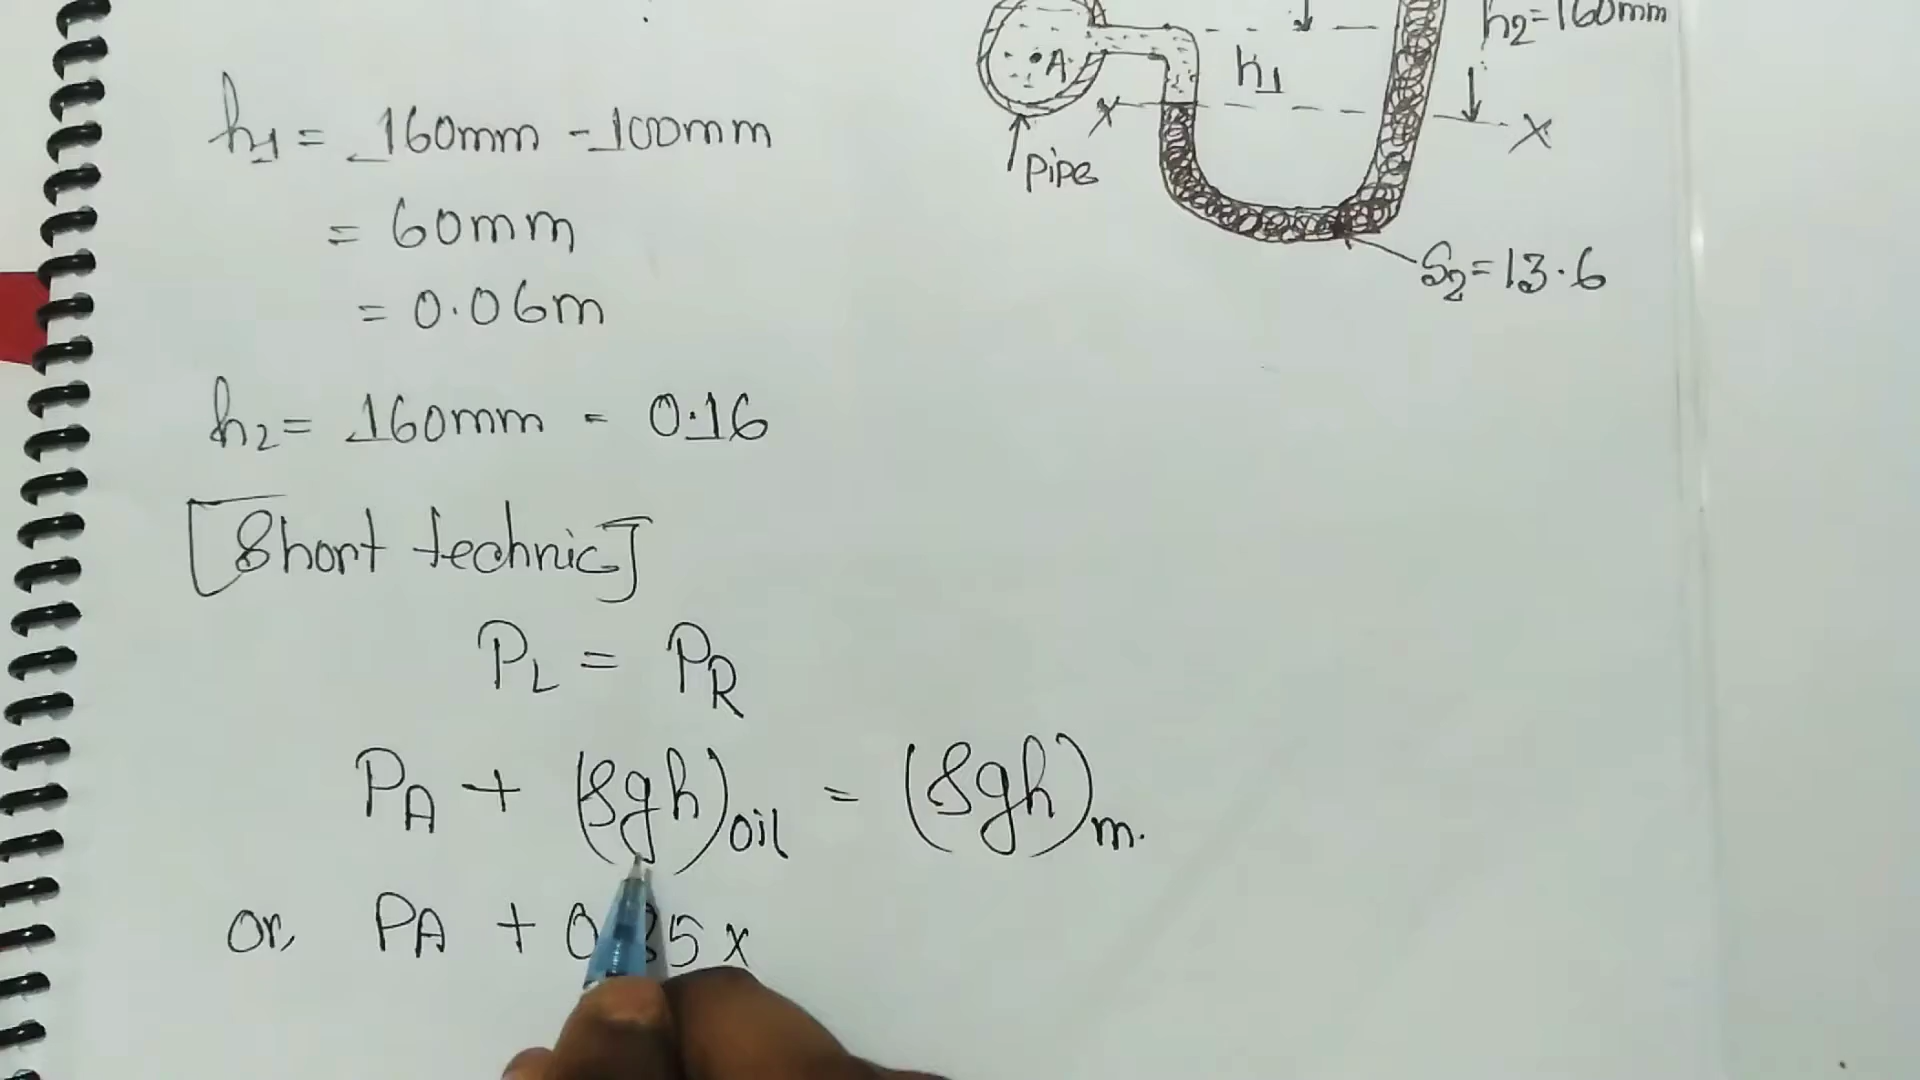 h2=160mm
h1
A
X
X
pipe
S2=13.6
h1= 160mm - 100mm
= 60mm
= 0.06m
h2= 160mm = 0.16
[Short technic]
PL = PR
PA + (ρgh)oil = (ρgh)m.
or, PA + 0.85 x